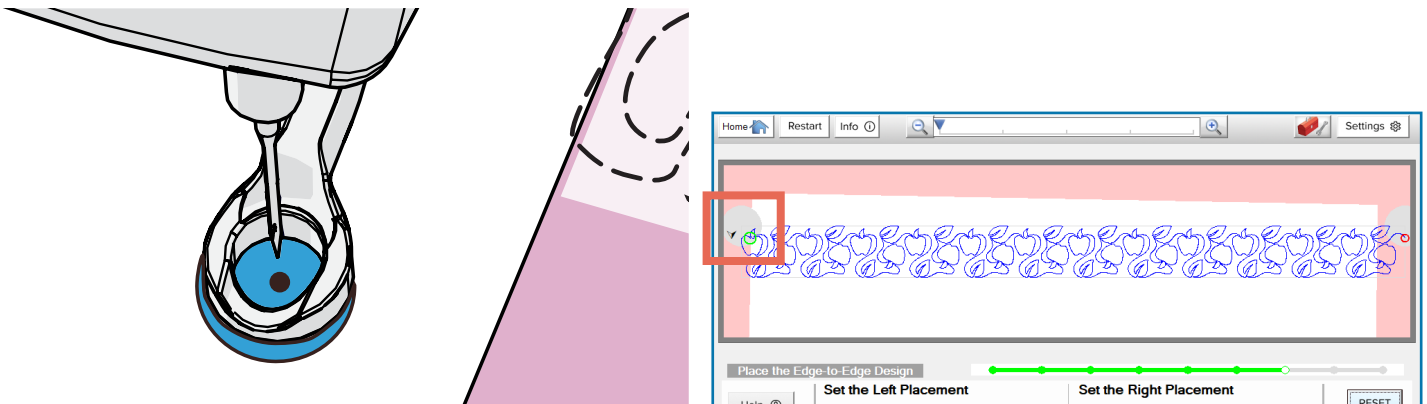 Home Restart Info Settings
Place the Edge-to-Edge Design
Set the Left Placement Set the Right Placement
Help RESET